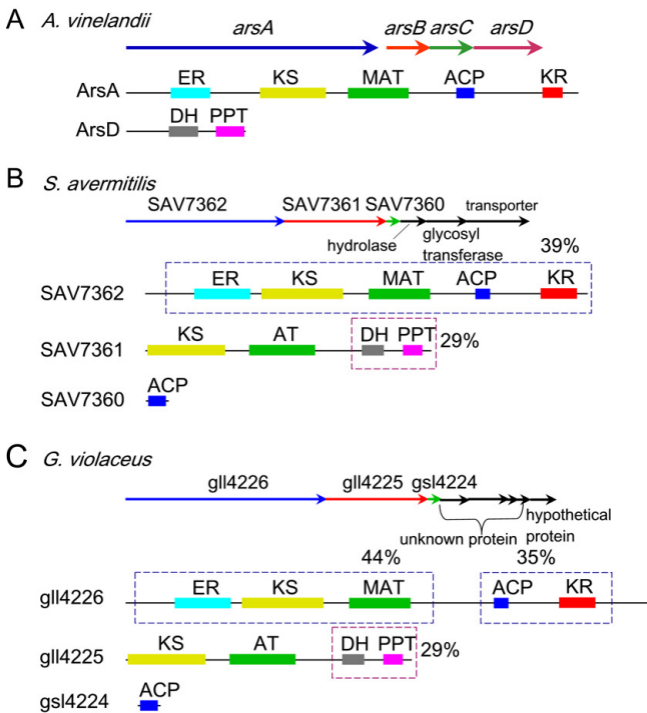 A A. vinelandii
arsA arsB arsC arsD
ER KS MAT ACP KR
ArsA
DH PPT
ArsD
B S. avermitilis
SAV7362 SAV7361 SAV7360 transporter
hydrolase glycosyl
transferase 39%
ER KS MAT ACP KR
SAV7362
KS AT DH PPT
SAV7361 29%
ACP
SAV7360
C G. violaceus
gll4226 gll4225 gsl4224
hypothetical
unknown protein protein
44% 35%
ER KS MAT ACP KR
gll4226
KS AT DH PPT
gll4225 29%
ACP
gsl4224